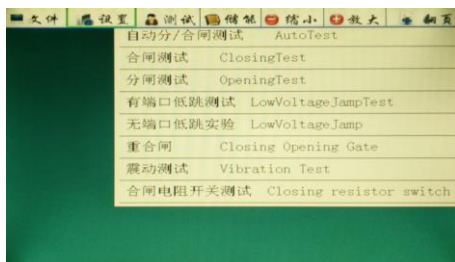 文件 设置 测试 储能 缩小 放大 翻页
自动分/合闸测试 AutoTest
合闸测试 ClosingTest
分闸测试 OpeningTest
有端口低跳测试 LowVoltageJampTest
无端口低跳实验 LowVoltageJamp
重合闸 Closing Opening Gate
震动测试 Vibration Test
合闸电阻开关测试 Closing resistor switch